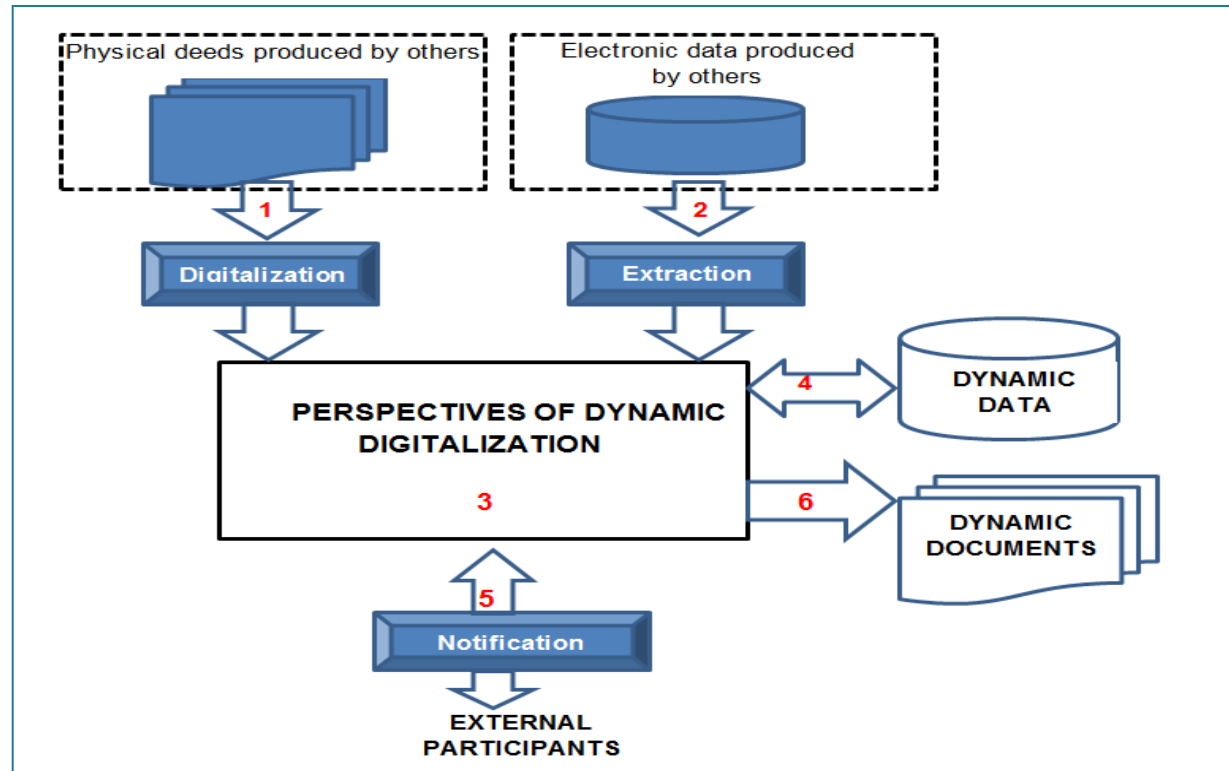 Physical deeds produced by others
Electronic data produced
by others
1
2
Digitalization
Extraction
PERSPECTIVES OF DYNAMIC
DIGITALIZATION
3
4
DYNAMIC
DATA
6
DYNAMIC
DOCUMENTS
5
Notification
EXTERNAL
PARTICIPANTS